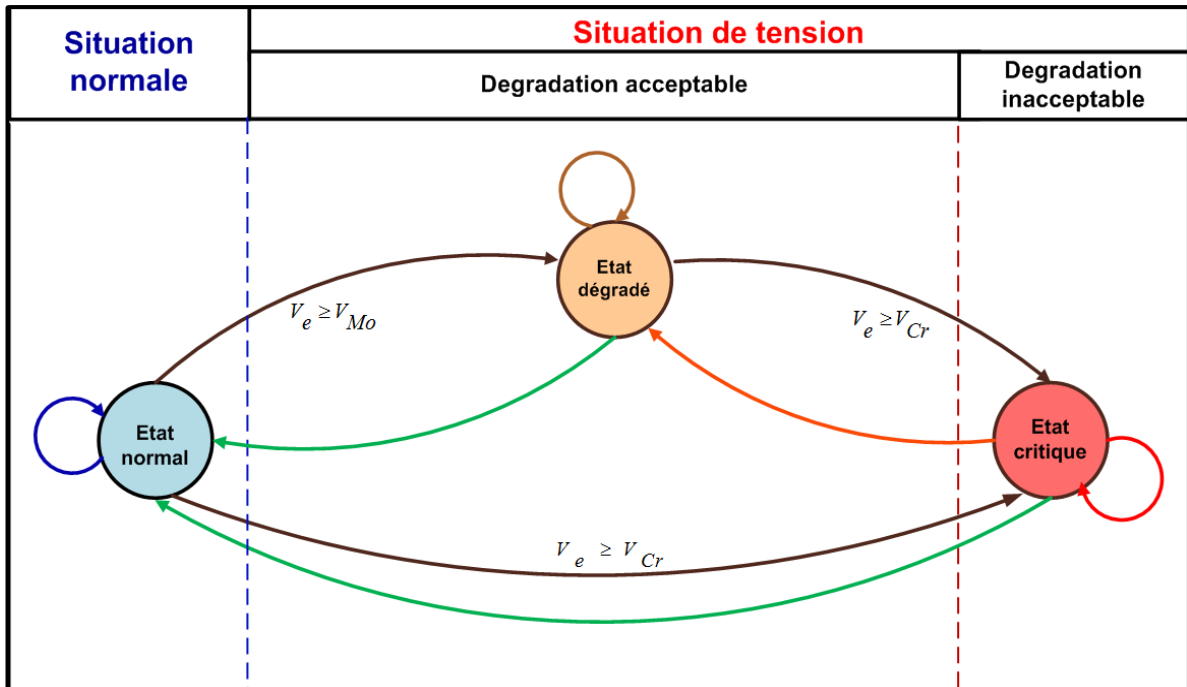 Situation
normale
Situation de tension
Degradation acceptable
Degradation
inacceptable
Etat
dégradé
V_e ≥ V_Mo
V_e ≥ V_Cr
Etat
normal
Etat
critique
V_e ≥ V_Cr